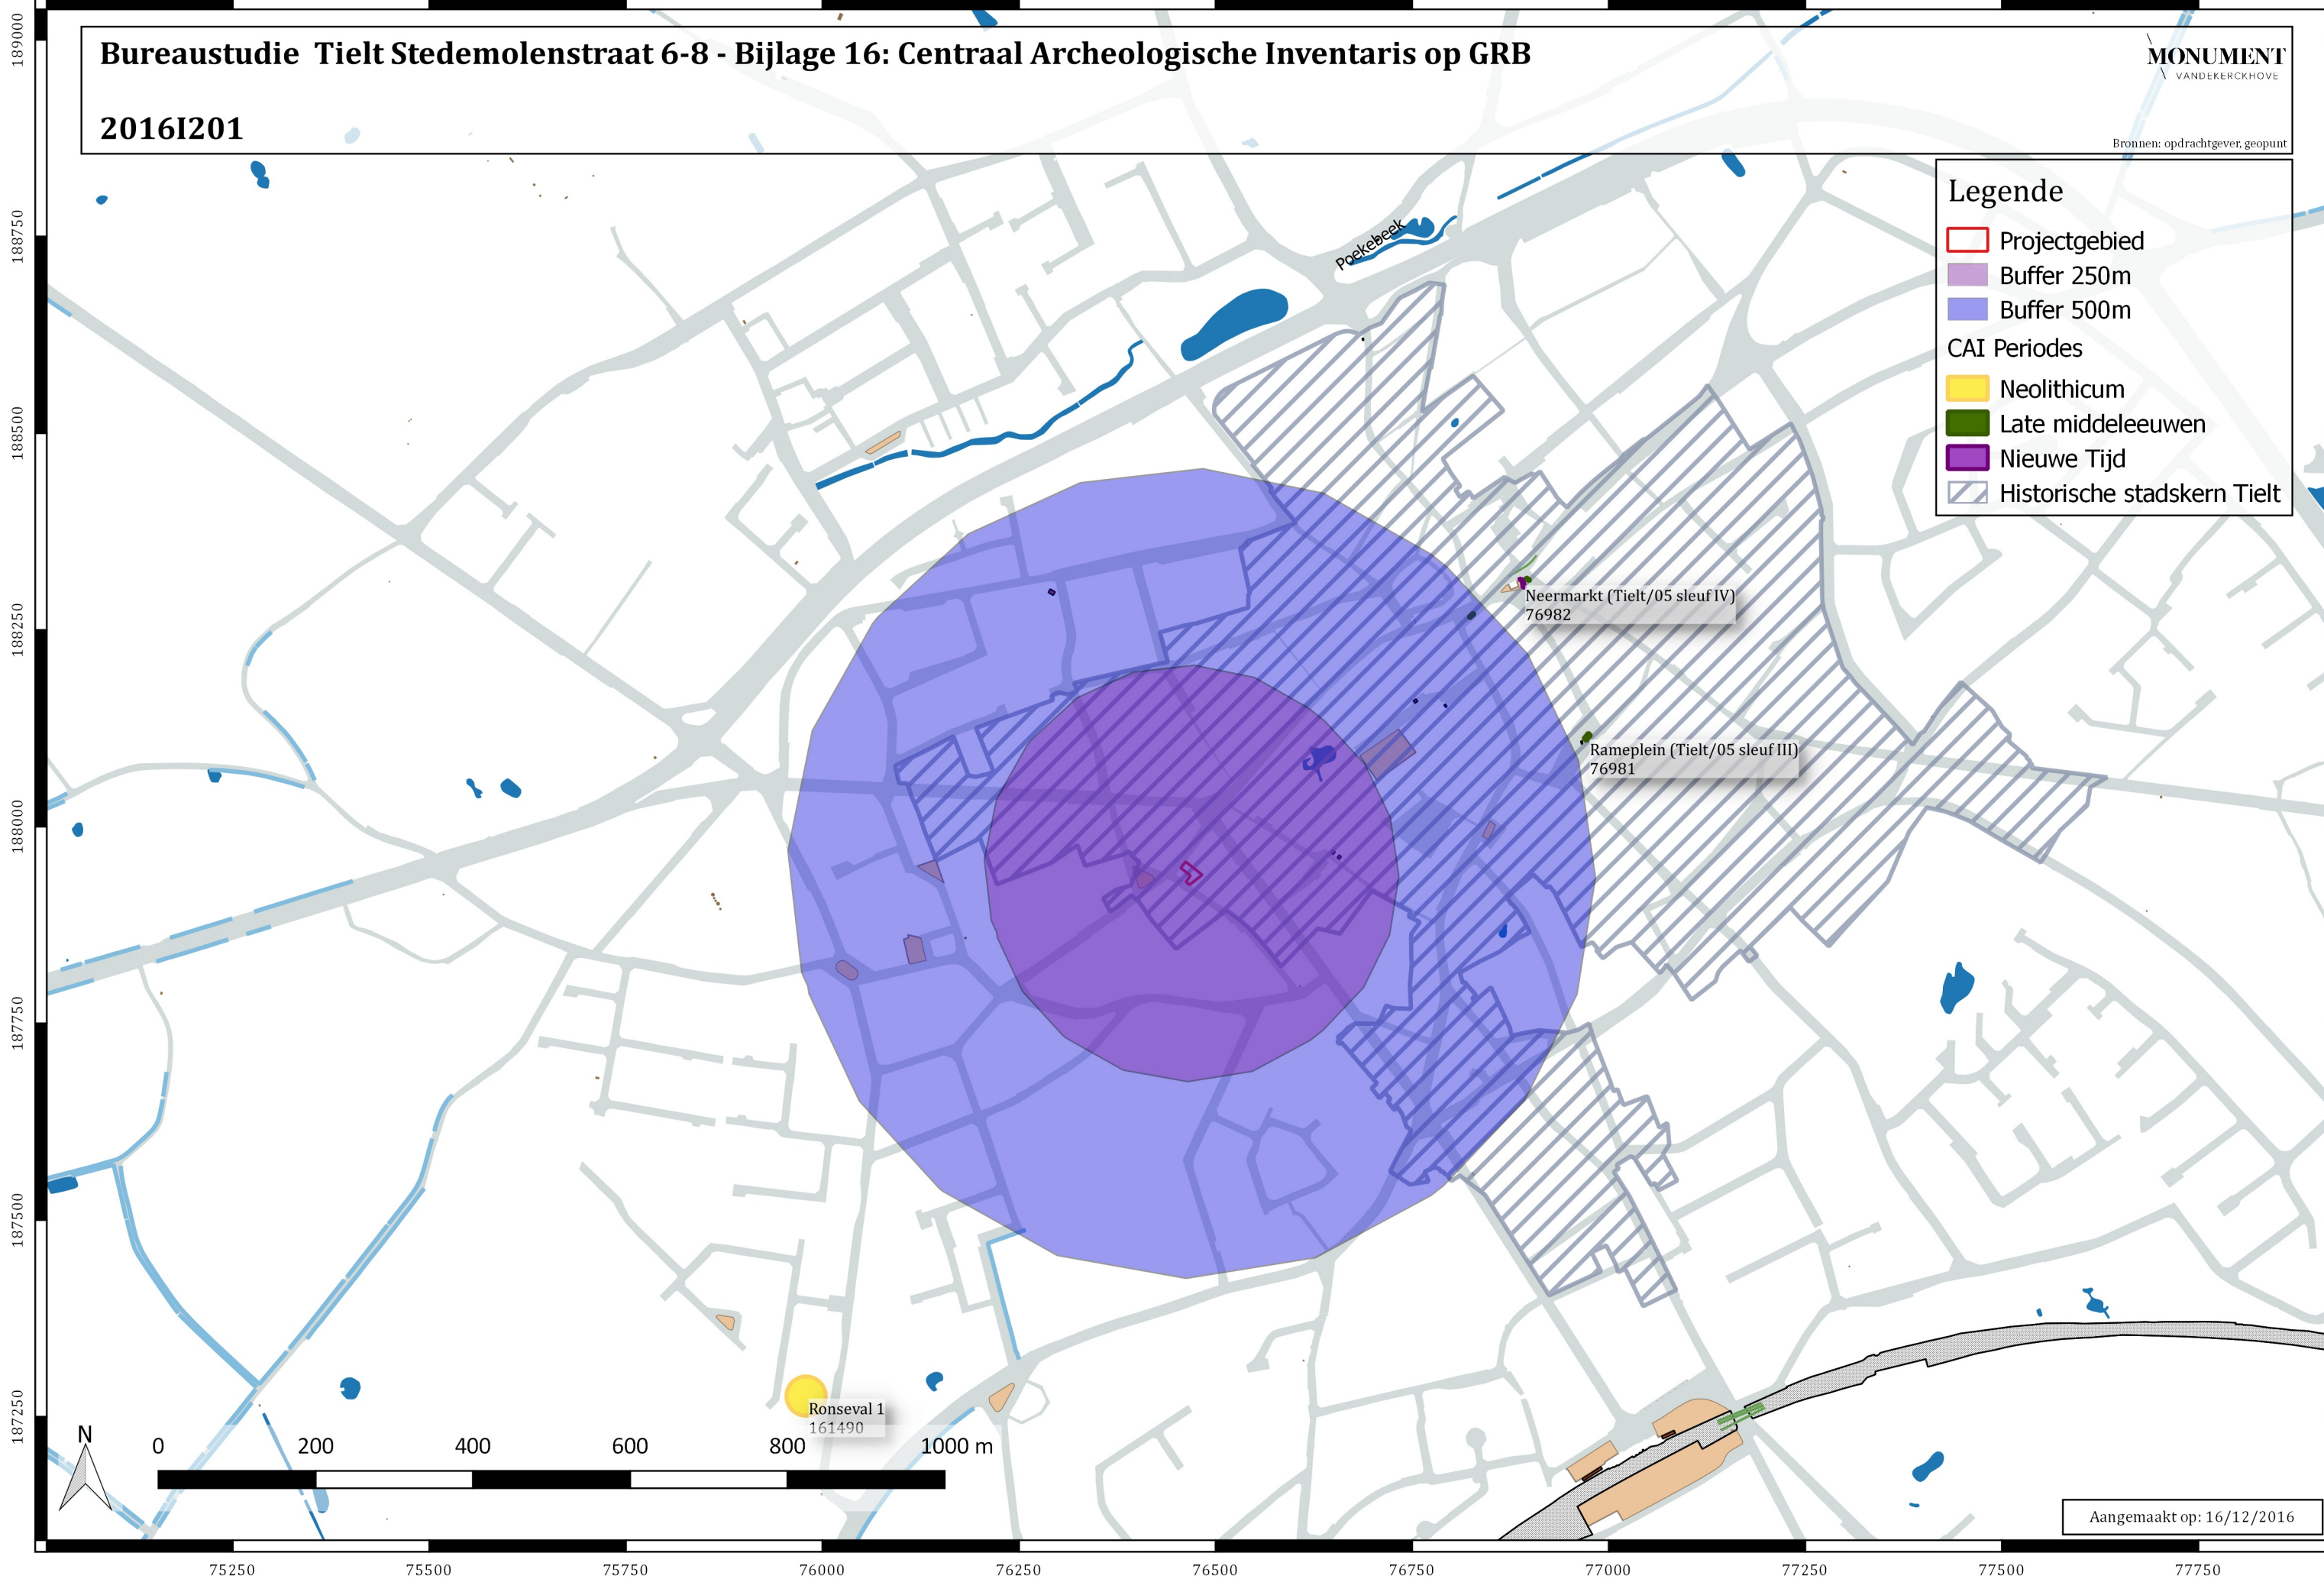 Bureaustudie  Tielt Stedemolenstraat 6-8 - Bijlage 16: Centraal Archeologische Inventaris op GRB
2016I201
MONUMENT
VANDEKERCKHOVE
Bronnen: opdrachtgever, geopunt
Legende
Projectgebied
Buffer 250m
Buffer 500m
CAI Periodes
Neolithicum
Late middeleeuwen
Nieuwe Tijd
Historische stadskern Tielt
Poekebeek
Neermarkt (Tielt/05 sleuf IV)
76982
Rameplein (Tielt/05 sleuf III)
76981
Ronseval 1
161490
N
0 200 400 600 800 1000 m
Aangemaakt op: 16/12/2016
189000
188750
188500
188250
188000
187750
187500
187250
75250 75500 75750 76000 76250 76500 76750 77000 77250 77500 77750